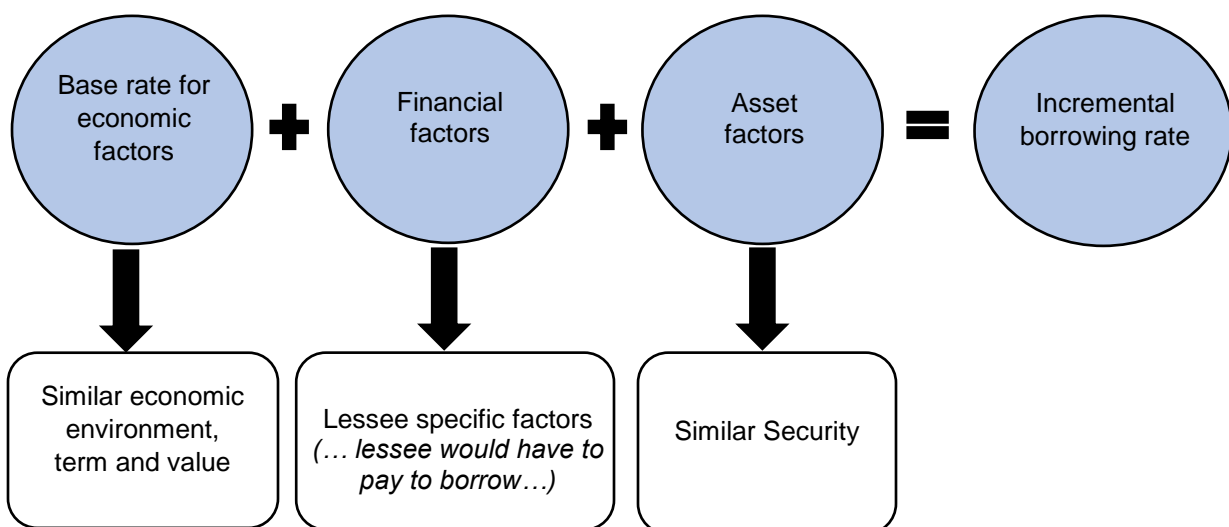 Base rate for
economic
factors
Financial
factors
Asset
factors
Incremental
borrowing rate
Similar economic
environment,
term and value
Lessee specific factors
(… lessee would have to
pay to borrow…)
Similar Security